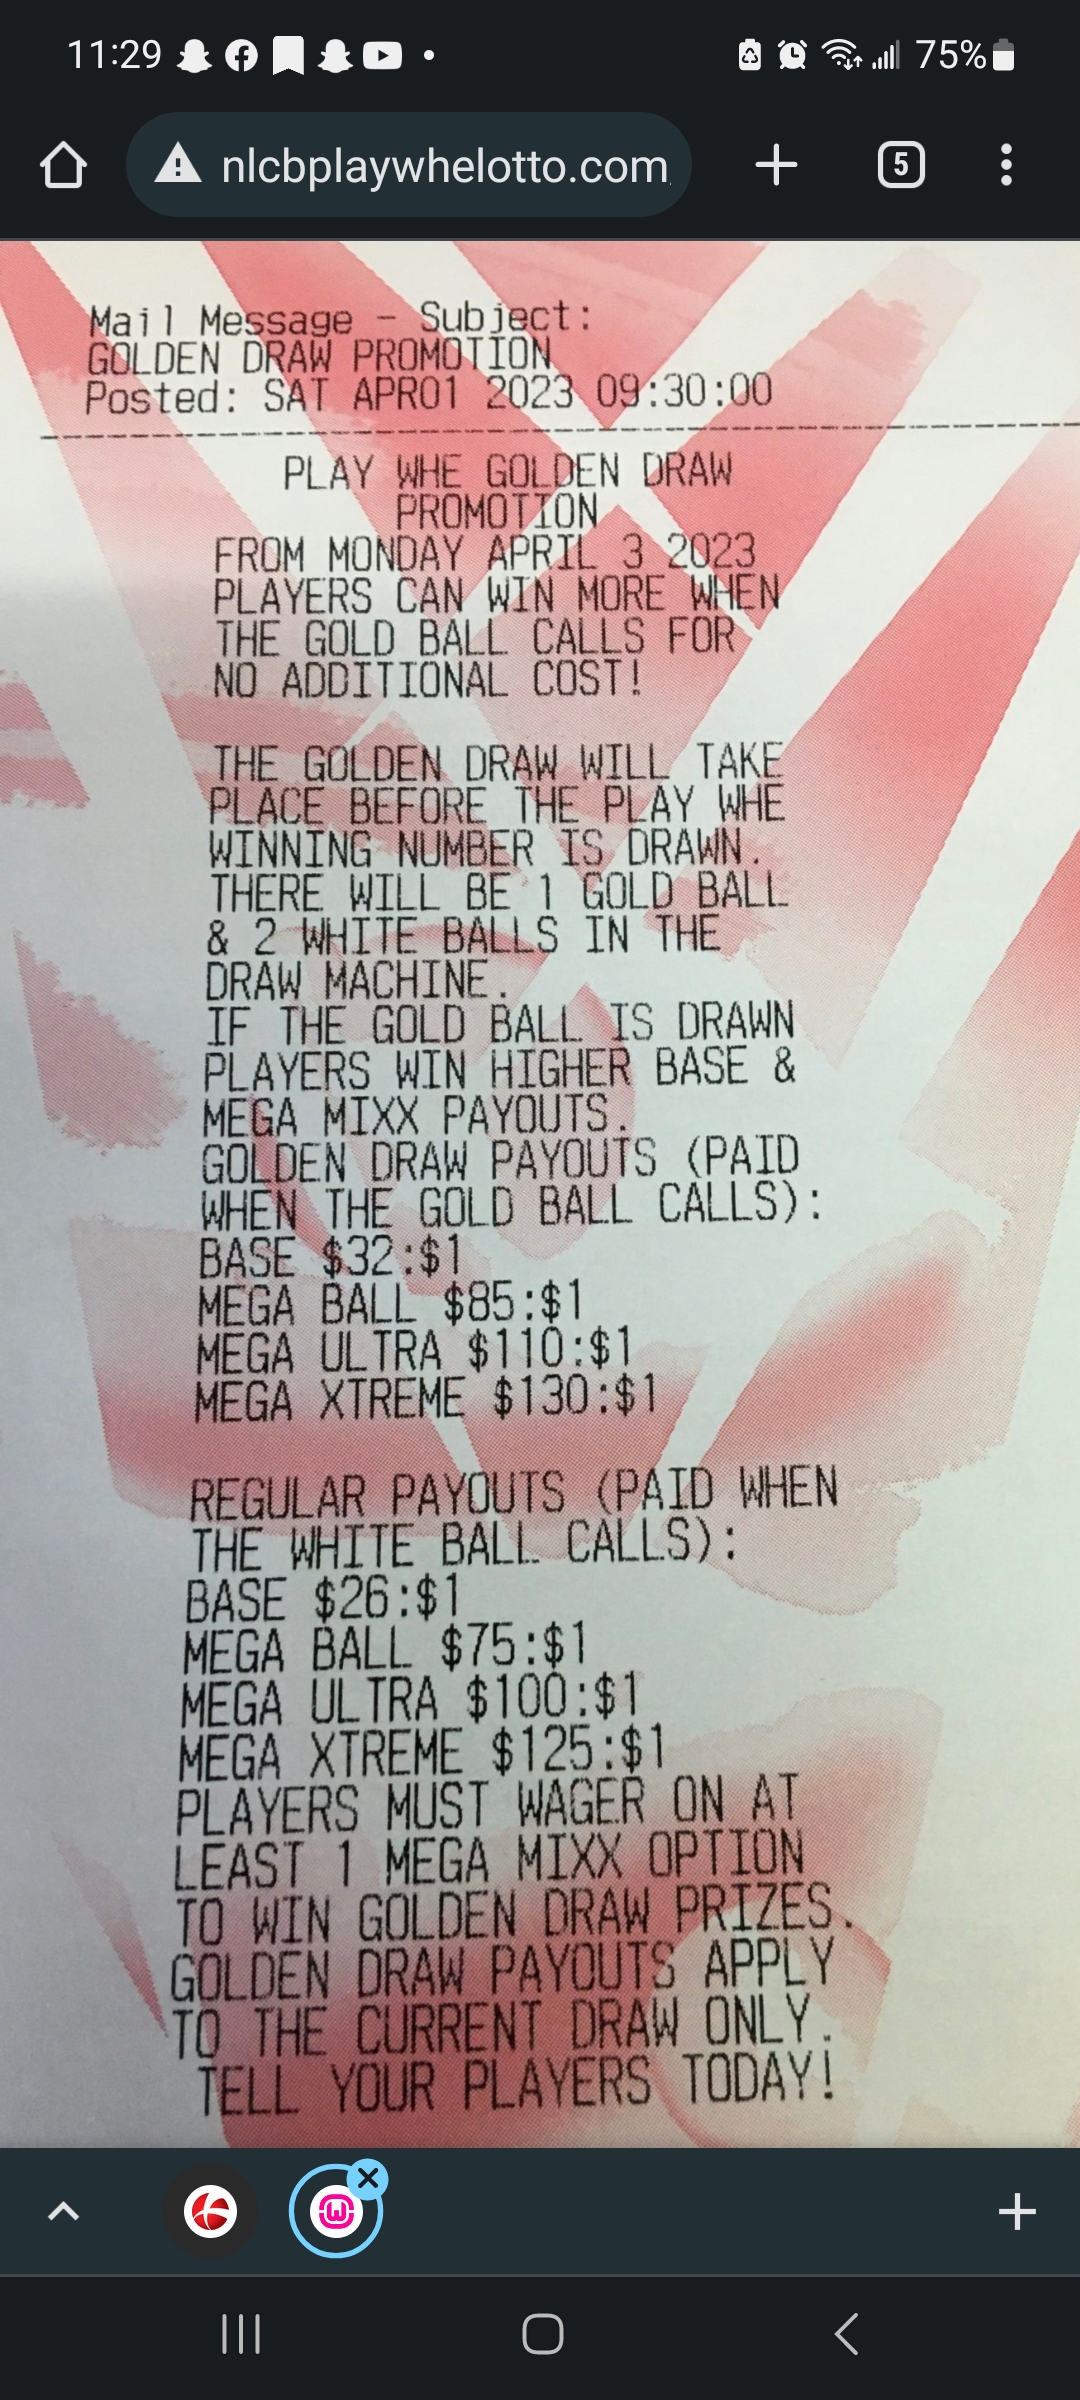 11:29
75%
nlcbplaywhelotto.com
5
Mail Message - Subject:
GOLDEN DRAW PROMOTION
Posted: SAT APR01 2023 09:30:00
PLAY WHE GOLDEN DRAW
PROMOTION
FROM MONDAY APRIL 3 2023
PLAYERS CAN WIN MORE WHEN
THE GOLD BALL CALLS FOR
NO ADDITIONAL COST!
THE GOLDEN DRAW WILL TAKE
PLACE BEFORE THE PLAY WHE
WINNING NUMBER IS DRAWN.
THERE WILL BE 1 GOLD BALL
& 2 WHITE BALLS IN THE
DRAW MACHINE.
IF THE GOLD BALL IS DRAWN
PLAYERS WIN HIGHER BASE &
MEGA MIXX PAYOUTS.
GOLDEN DRAW PAYOUTS (PAID
WHEN THE GOLD BALL CALLS):
BASE $32:$1
MEGA BALL $85:$1
MEGA ULTRA $110:$1
MEGA XTREME $130:$1
REGULAR PAYOUTS (PAID WHEN
THE WHITE BALL CALLS):
BASE $26:$1
MEGA BALL $75:$1
MEGA ULTRA $100:$1
MEGA XTREME $125:$1
PLAYERS MUST WAGER ON AT
LEAST 1 MEGA MIXX OPTION
TO WIN GOLDEN DRAW PRIZES.
GOLDEN DRAW PAYOUTS APPLY
TO THE CURRENT DRAW ONLY.
TELL YOUR PLAYERS TODAY!